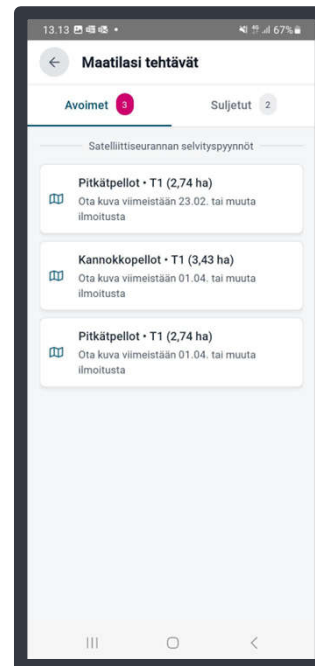 13.13 67%
Maatilasi tehtävät
Avoimet 3 Suljetut 2
Satelliittiseurannan selvityspyynnöt
Pitkätpellot • T1 (2,74 ha)
Ota kuva viimeistään 23.02. tai muuta
ilmoitusta
Kannokkopellot • T1 (3,43 ha)
Ota kuva viimeistään 01.04. tai muuta
ilmoitusta
Pitkätpellot • T1 (2,74 ha)
Ota kuva viimeistään 01.04. tai muuta
ilmoitusta